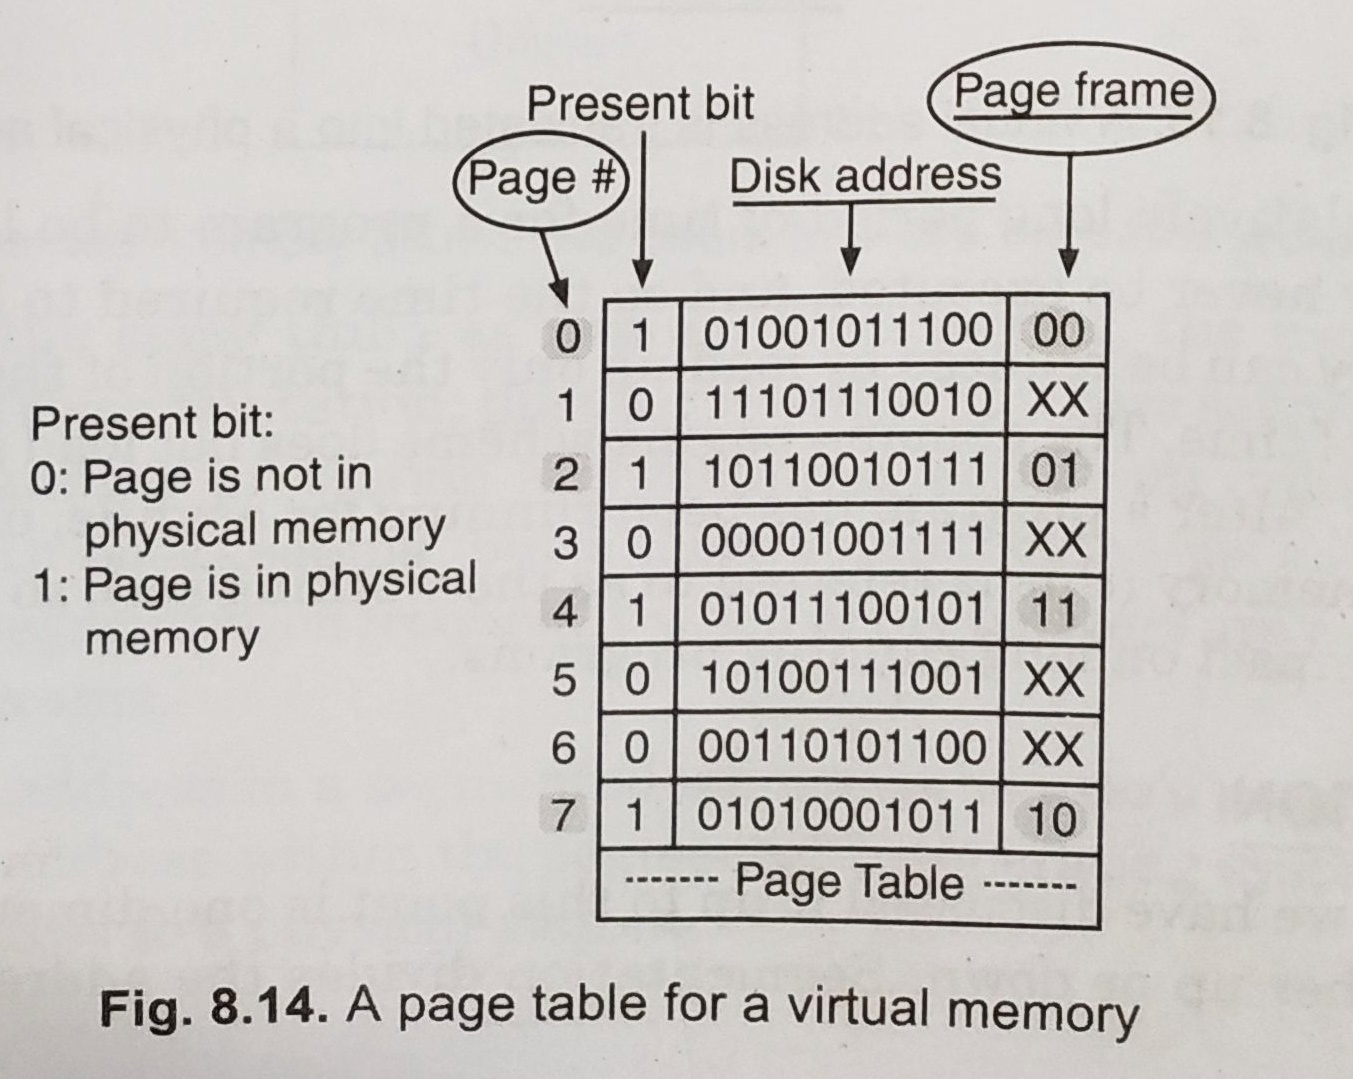 Present bit
Page frame
Page #
Disk address
0 1 01001011100 00
1 0 11101110010 XX
2 1 10110010111 01
3 0 00001001111 XX
4 1 01011100101 11
5 0 10100111001 XX
6 0 00110101100 XX
7 1 01010001011 10
------- Page Table -------
Present bit:
0: Page is not in
physical memory
1: Page is in physical
memory
Fig. 8.14. A page table for a virtual memory